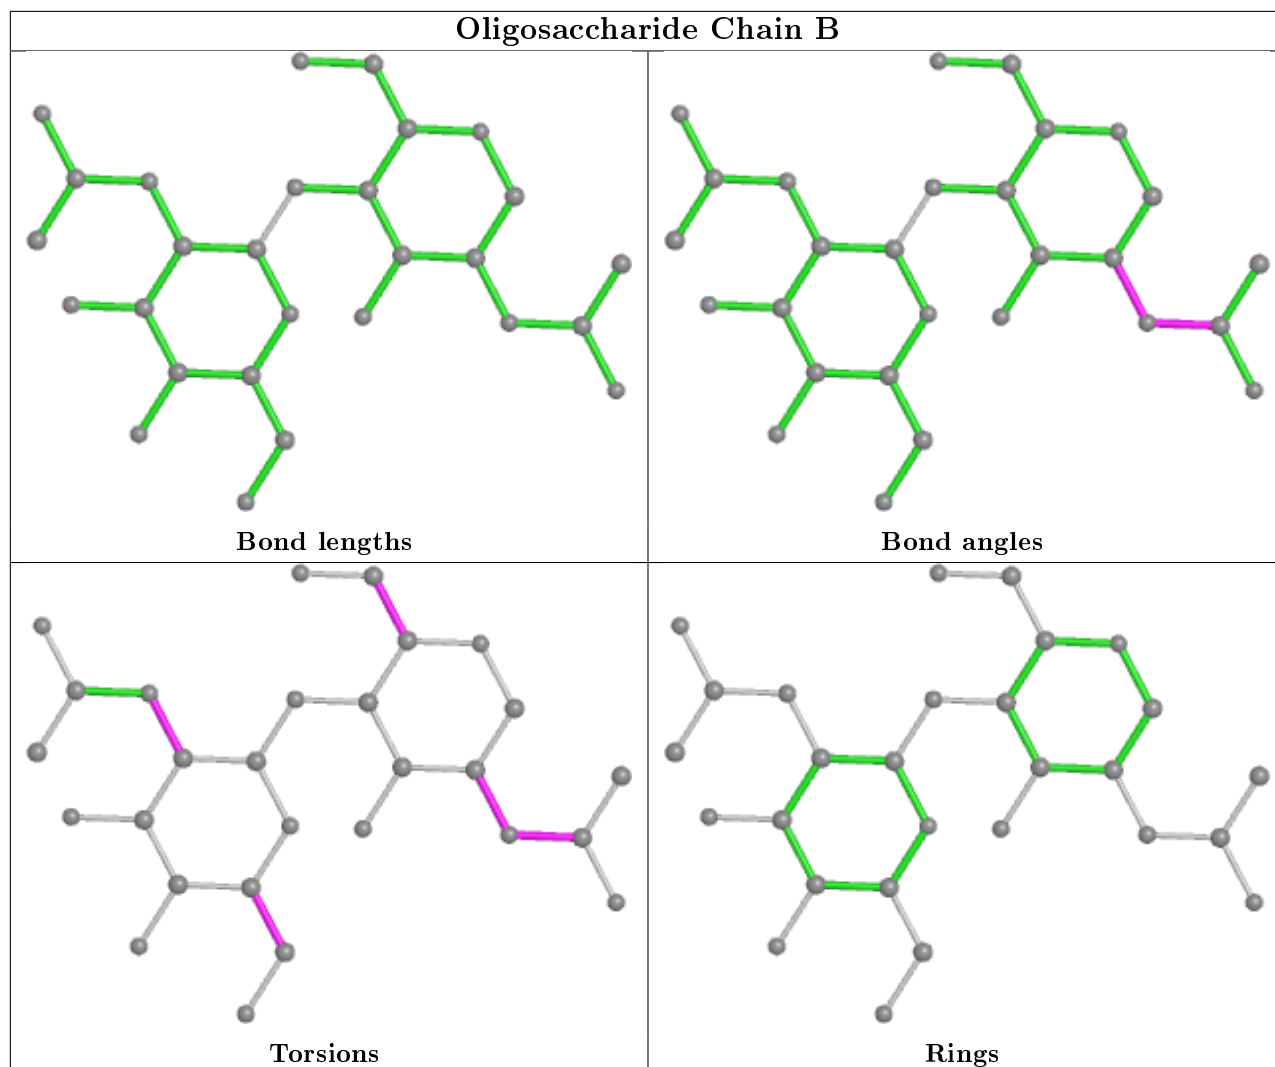 Oligosaccharide Chain B
Bond lengths
Bond angles
Torsions
Rings